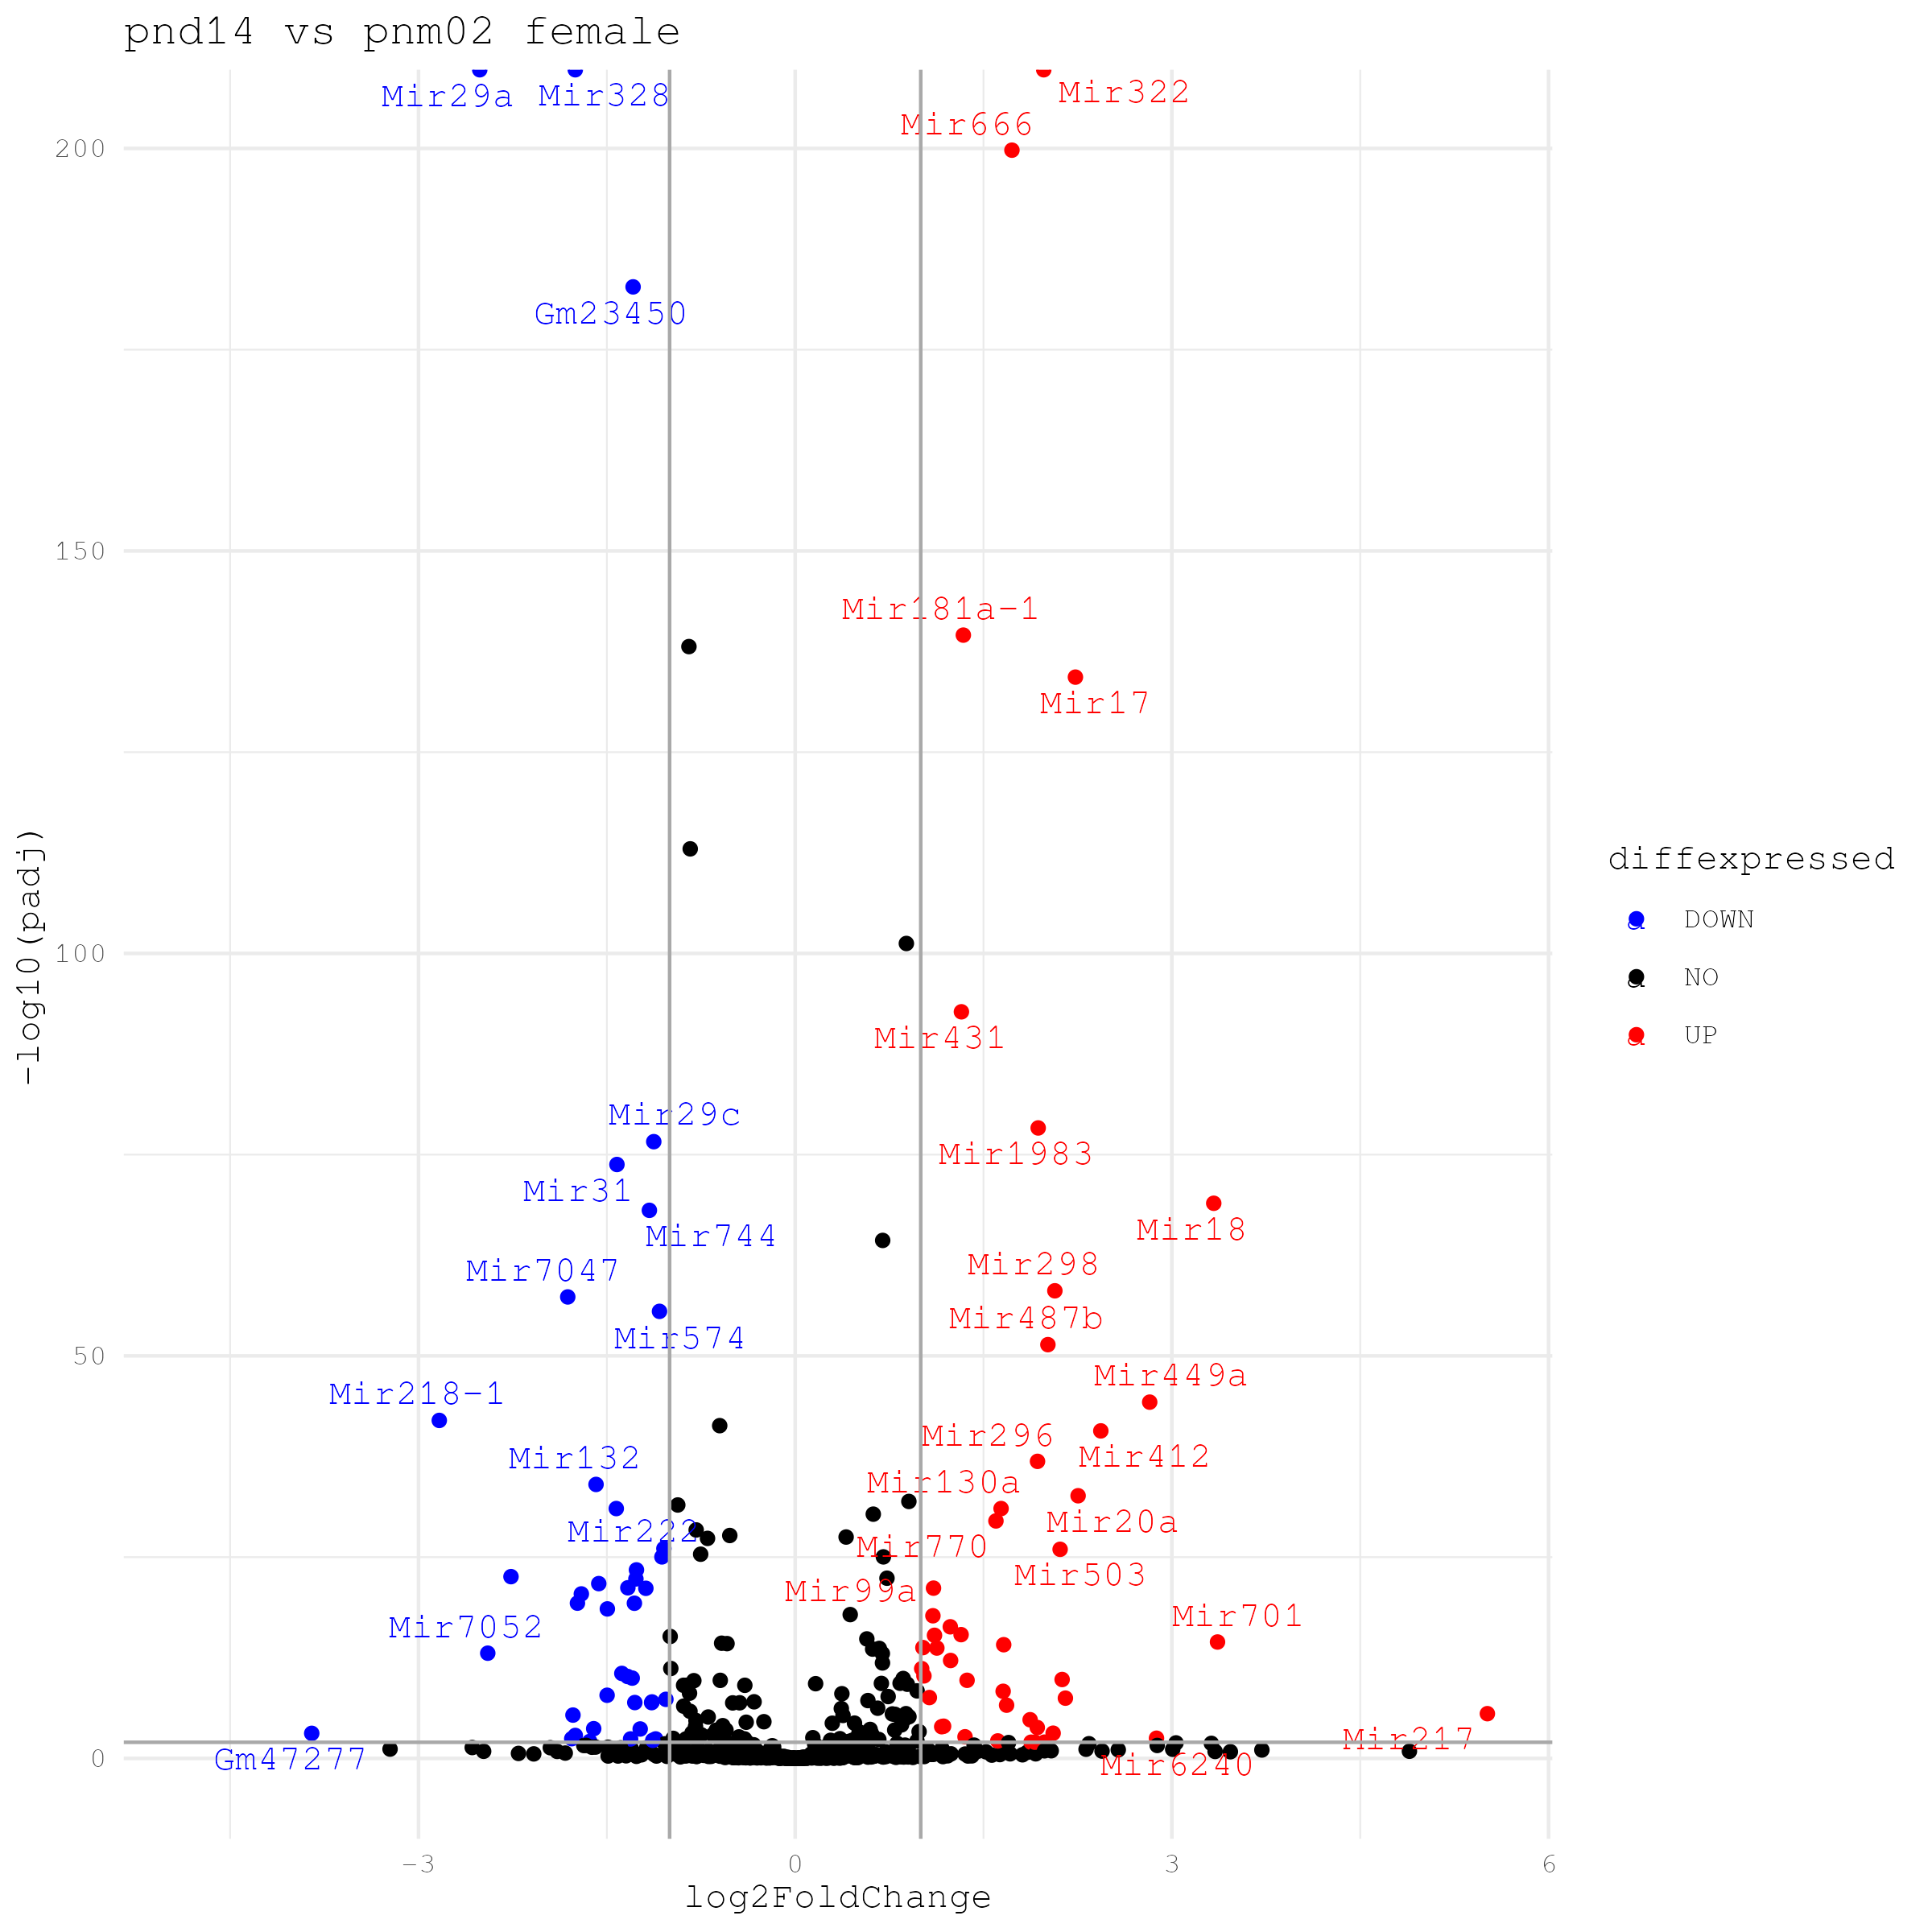 pnd14 vs pnm02 female
Mir29a
Mir328
Mir322
Mir666
200
Gm23450
150
Mir181a-1
Mir17
-log10(padj)
diffexpressed
a DOWN
a NO
a UP
100
Mir431
Mir29c
Mir1983
Mir31
Mir744
Mir18
Mir7047
Mir298
Mir574
Mir487b
50
Mir449a
Mir218-1
Mir296
Mir132
Mir412
Mir130a
Mir222
Mir20a
Mir770
Mir503
Mir99a
Mir7052
Mir701
Mir217
0
Gm47277
Mir6240
-3
0
3
6
log2FoldChange